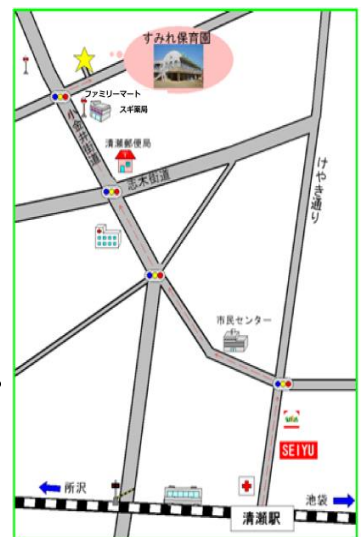 すみれ保育園
ファミリーマート
スギ薬局
小金井街道
清瀬郵便局
志木街道
けやき通り
市民センター
SEIYU
所沢
池袋
清瀬駅